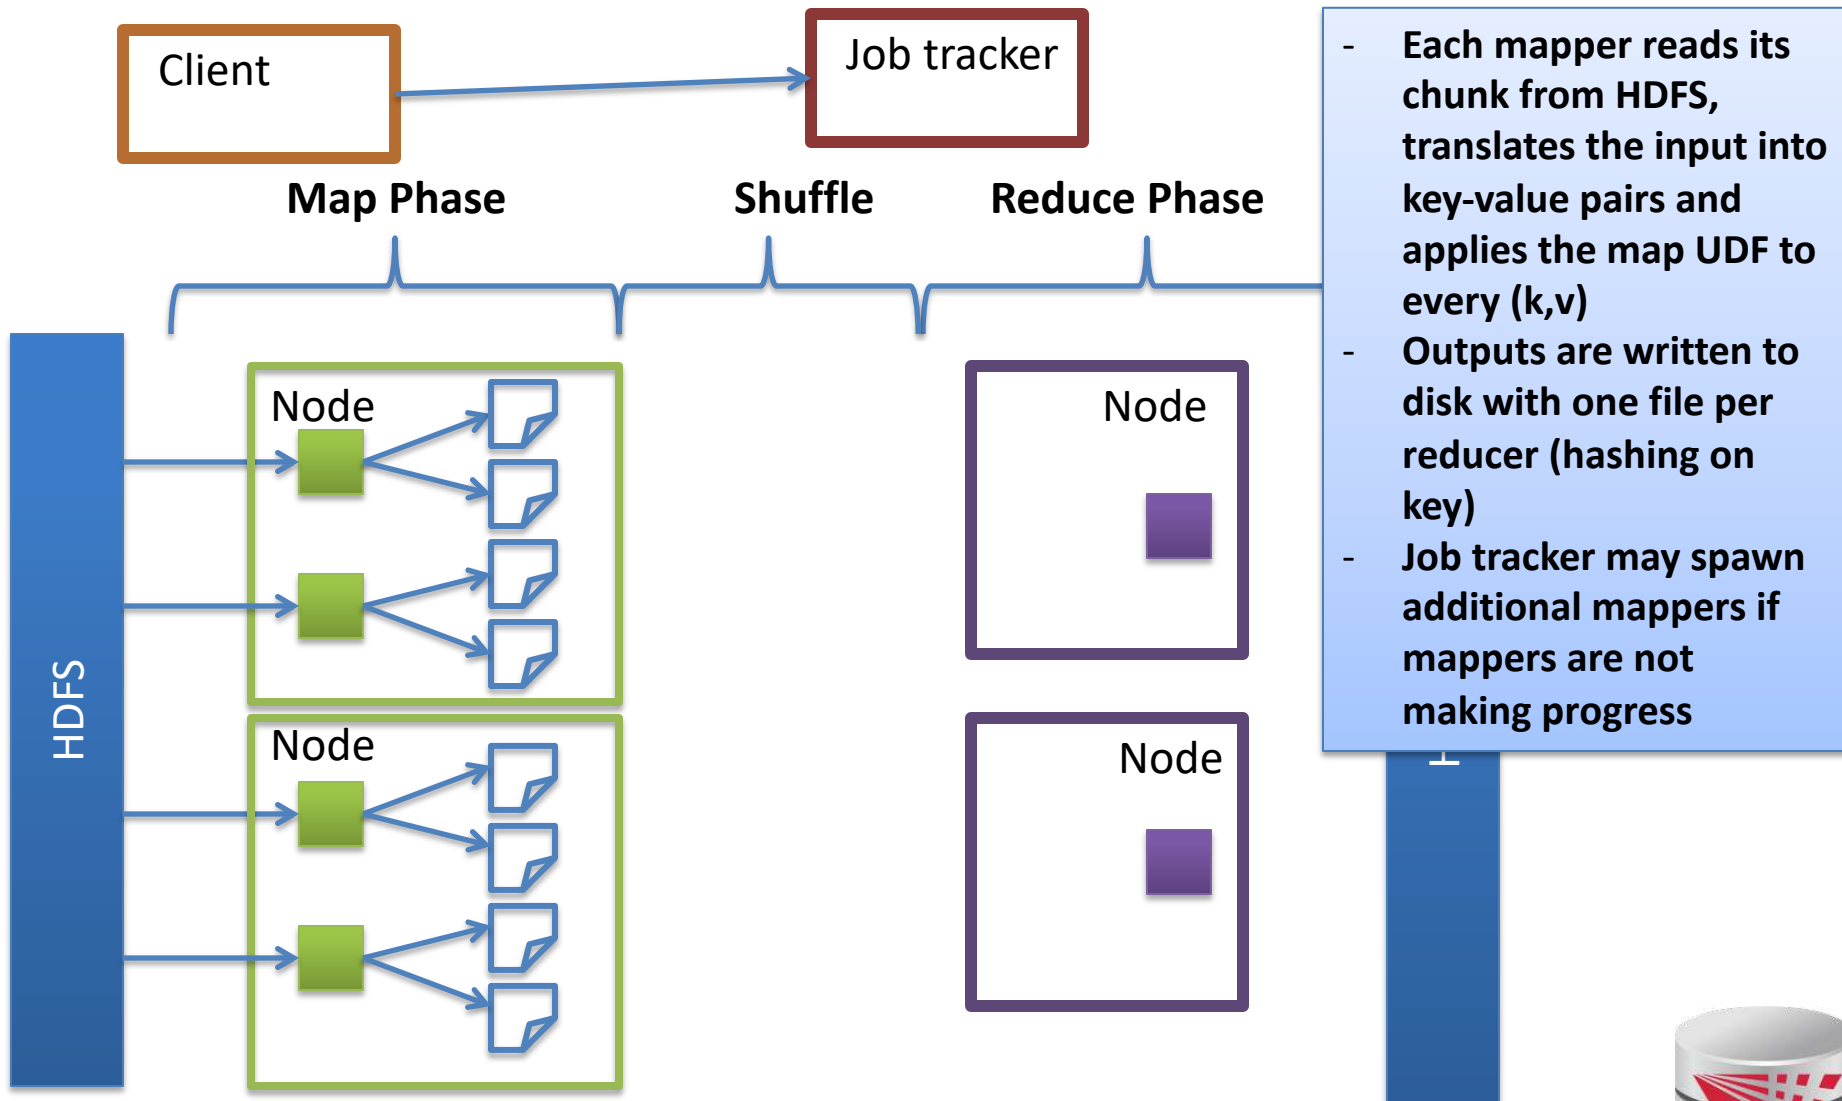 Client
Job tracker
Map Phase
Shuffle
Reduce Phase
HDFS
Node
Node
Node
Node
- Each mapper reads its
chunk from HDFS,
translates the input into
key-value pairs and
applies the map UDF to
every (k,v)
- Outputs are written to
disk with one file per
reducer (hashing on
key)
- Job tracker may spawn
additional mappers if
mappers are not
making progress